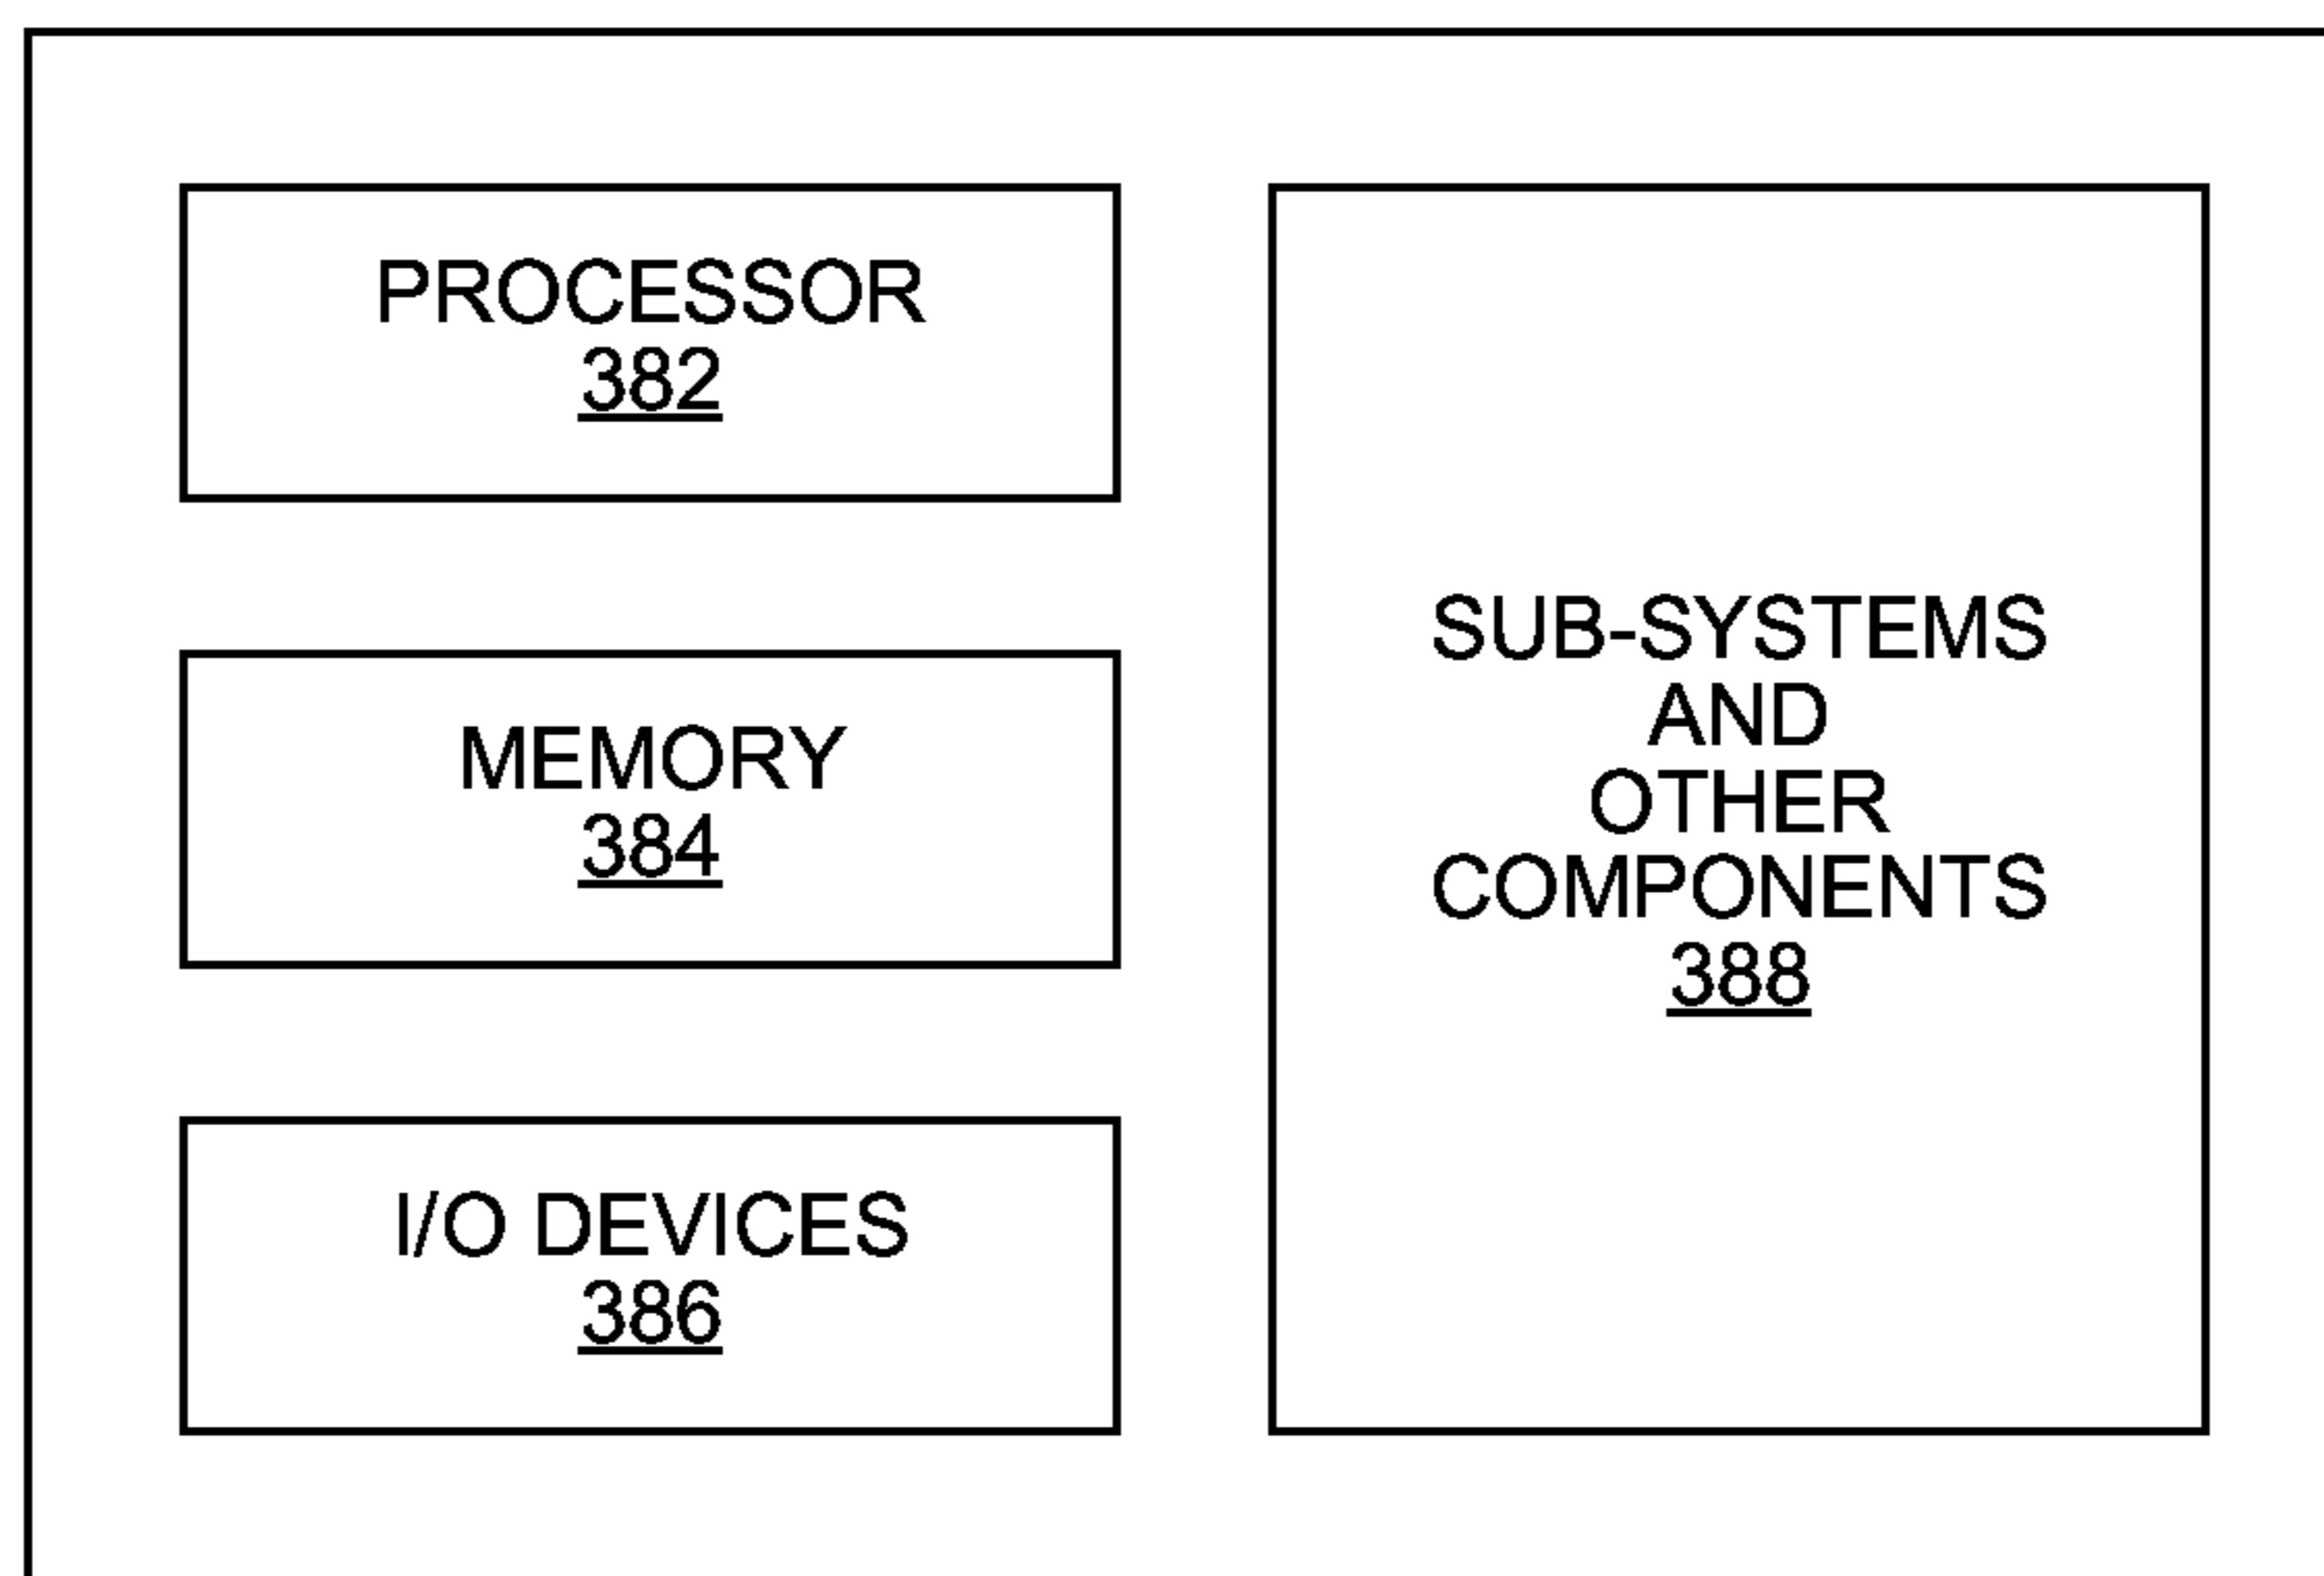 PROCESSOR
382
MEMORY
384
I/O DEVICES
386
SUB-SYSTEMS
AND
OTHER
COMPONENTS
388